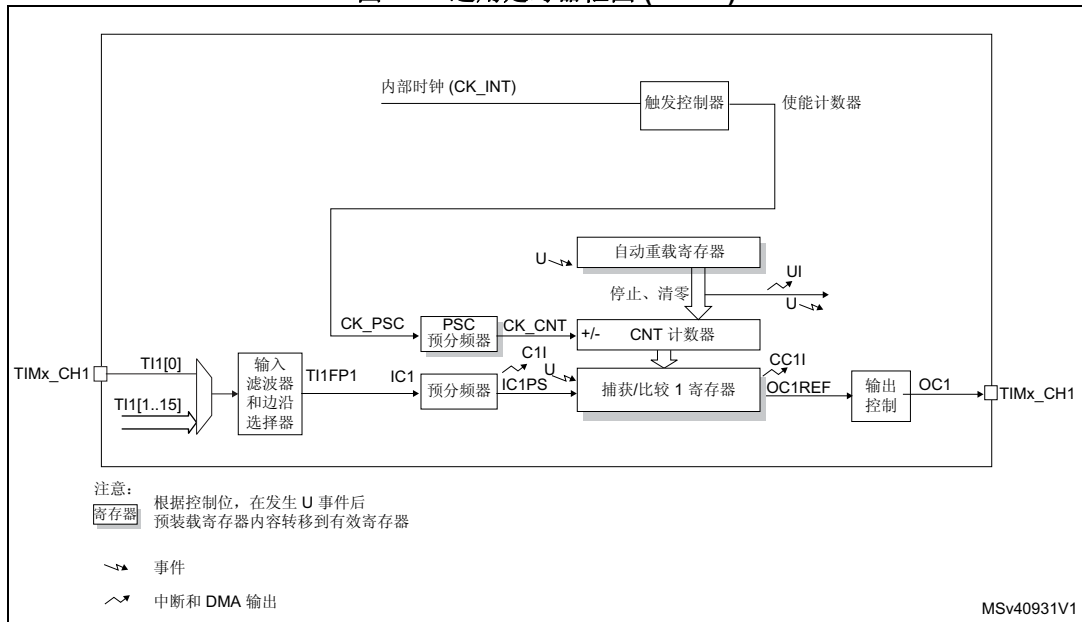 内部时钟 (CK_INT)
触发控制器
使能计数器
自动重载寄存器
U
停止、清零
UI
U
CK_PSC
PSC
预分频器
CK_CNT
+/-
CNT 计数器
TIMx_CH1
TI1[0]
TI1[1..15]
输入
滤波器
和边沿
选择器
TI1FP1
IC1
预分频器
C1I
IC1PS
U
捕获/比较 1 寄存器
CC1I
OC1REF
输出
控制
OC1
TIMx_CH1
注意：
寄存器
根据控制位，在发生 U 事件后
预装载寄存器内容转移到有效寄存器
事件
中断和 DMA 输出
MSv40931V1